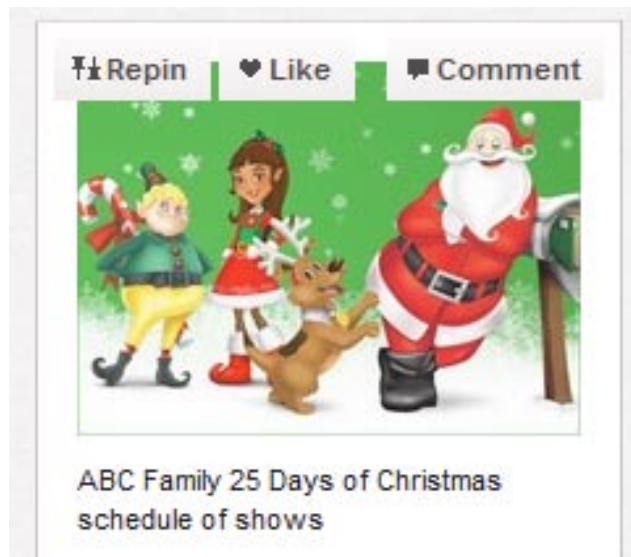 Repin Like Comment
ABC Family 25 Days of Christmas
schedule of shows